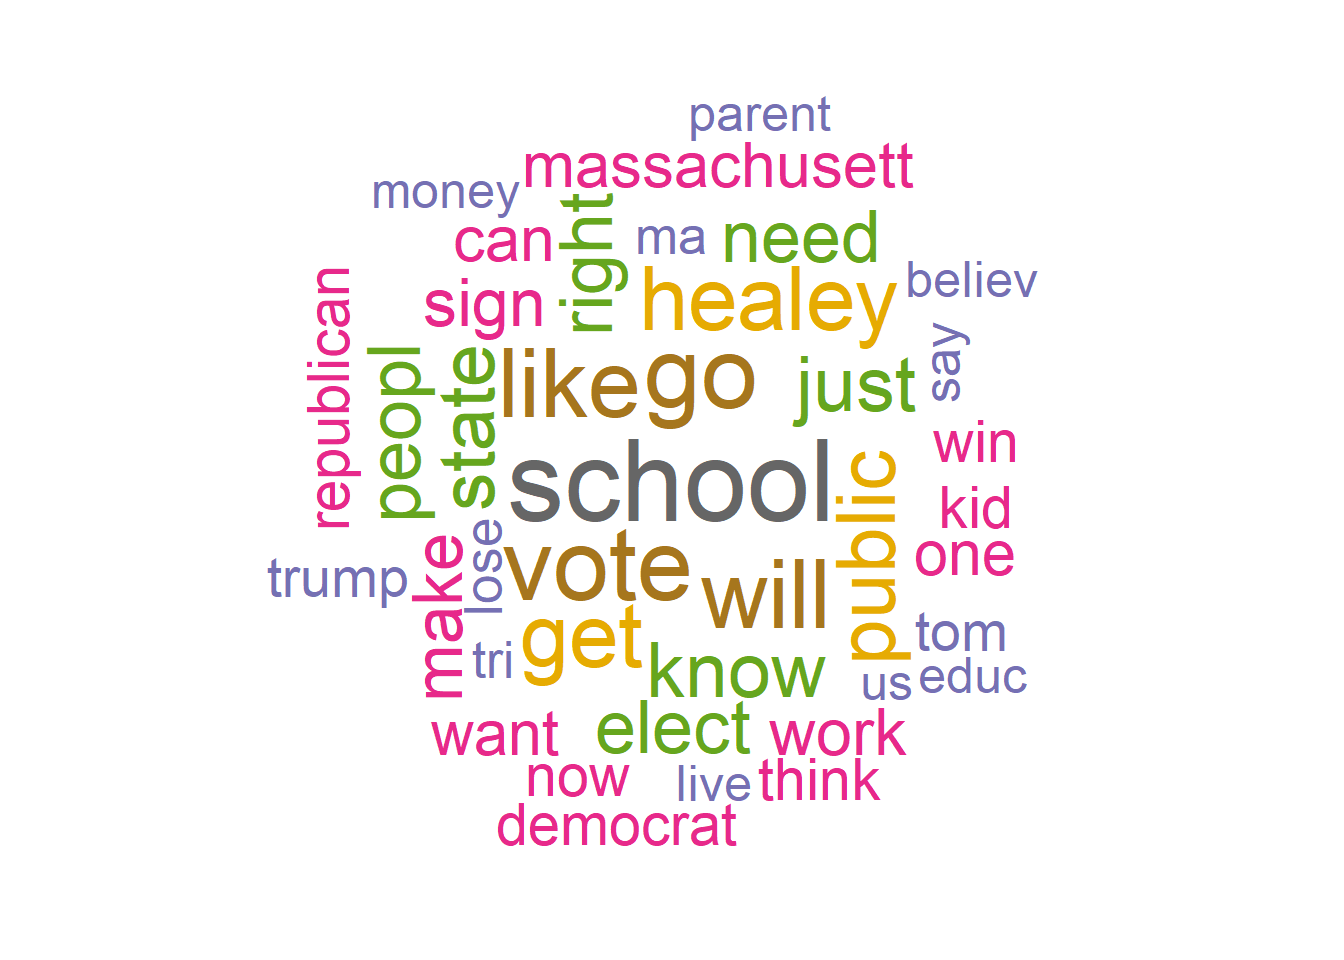 parent
massachusett
money
can
right
ma
need
believ
sign
healey
republican
peopl
state
like
go
just
say
school
public
win
kid
one
trump
make
lose
vote
will
get
tri
know
tom
us
educ
want
elect
work
now
live
think
democrat